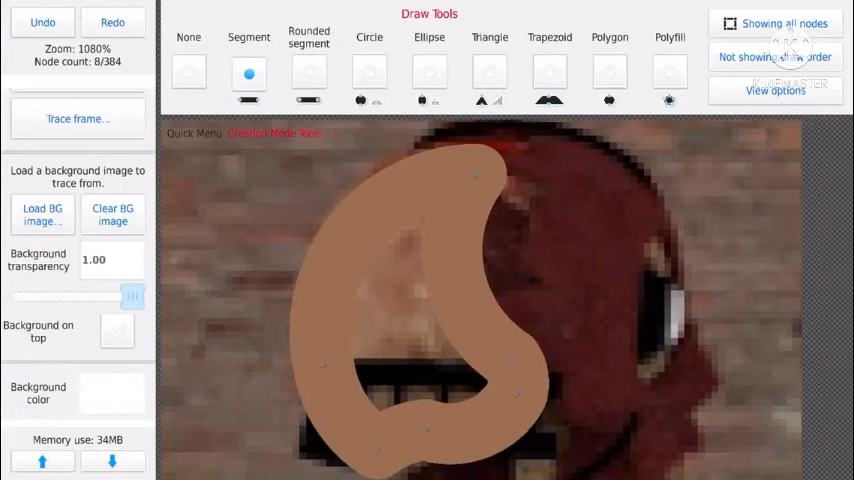 Undo
Redo
Zoom: 1080%
Node count: 8/384
Trace frame...
Load a background image to
trace from.
Load BG
image...
Clear BG
image
Background
transparency
1.00
Background on
top
Background
color
Memory use: 34MB
Draw Tools
None
Segment
Rounded
segment
Circle
Ellipse
Triangle
Trapezoid
Polygon
Polyfill
Showing all nodes
Not showing draw order
View options
KINEMASTER
Quick Menu Creation Mode Tools